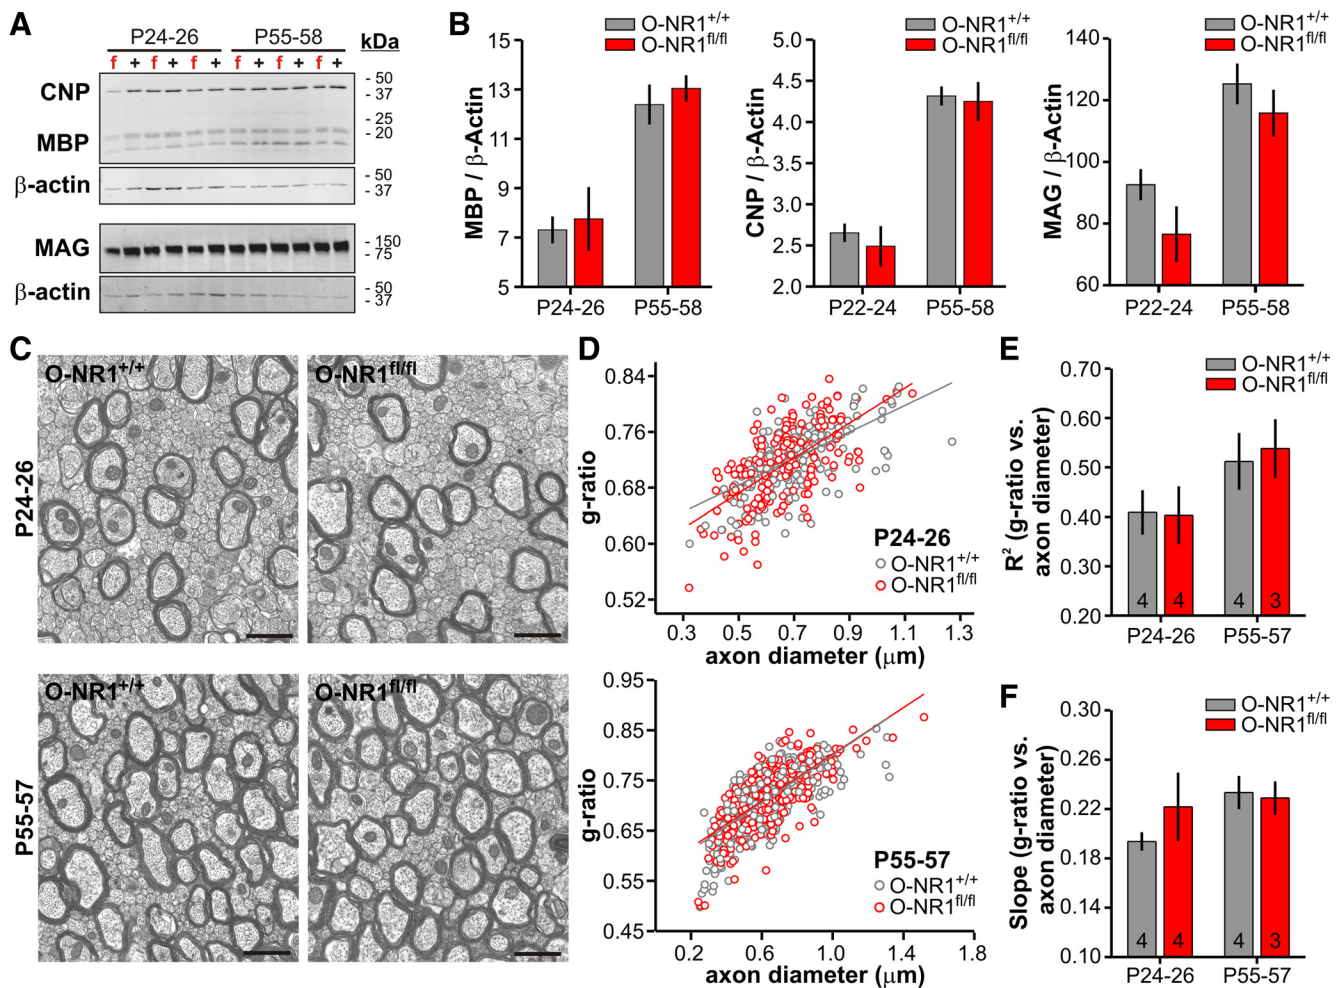 A
P24-26 P55-58 kDa
f + f + f + f + f + f +
CNP
MBP
- 50
- 37
- 25
- 20
- 15
β-actin
- 50
- 37
MAG
- 150
- 75
β-actin
- 50
- 37
B
O-NR1+/+
O-NR1fl/fl
MBP / β-Actin
15
13
11
9
7
5
P24-26 P55-58
O-NR1+/+
O-NR1fl/fl
CNP / β-Actin
5.0
4.5
4.0
3.5
3.0
2.5
2.0
P22-24 P55-58
O-NR1+/+
O-NR1fl/fl
MAG / β-Actin
140
120
100
80
60
P22-24 P55-58
C
P24-26
O-NR1+/+
O-NR1fl/fl
P55-57
O-NR1+/+
O-NR1fl/fl
D
g-ratio
0.84
0.76
0.68
0.60
0.52
P24-26
O-NR1+/+
O-NR1fl/fl
0.3 0.5 0.7 0.9 1.1 1.3
axon diameter (μm)
g-ratio
0.95
0.85
0.75
0.65
0.55
0.45
P55-57
O-NR1+/+
O-NR1fl/fl
0.2 0.6 1.0 1.4 1.8
axon diameter (μm)
E
O-NR1+/+
O-NR1fl/fl
R2 (g-ratio vs.
axon diameter)
0.70
0.60
0.50
0.40
0.30
0.20
4 4 4 3
P24-26 P55-57
F
O-NR1+/+
O-NR1fl/fl
Slope (g-ratio vs.
axon diameter)
0.30
0.26
0.22
0.18
0.14
0.10
4 4 4 3
P24-26 P55-57